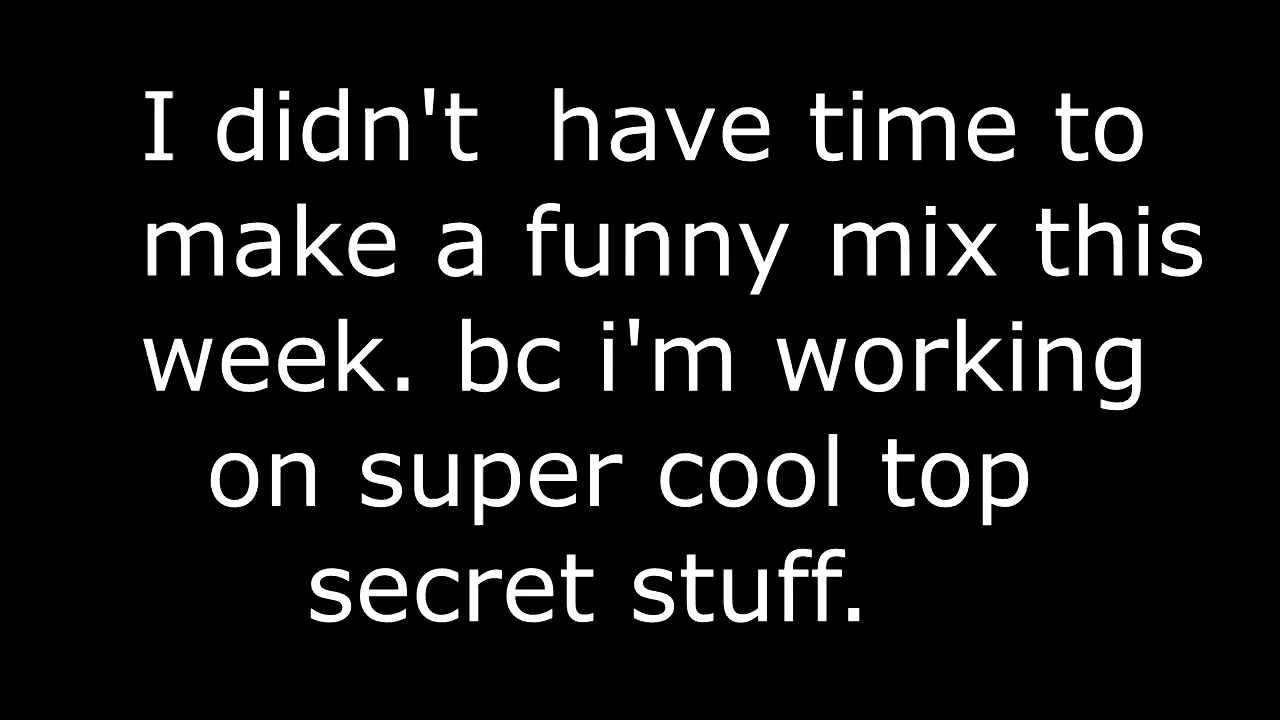 I didn't  have time to
make a funny mix this
week. bc i'm working
on super cool top
secret stuff.